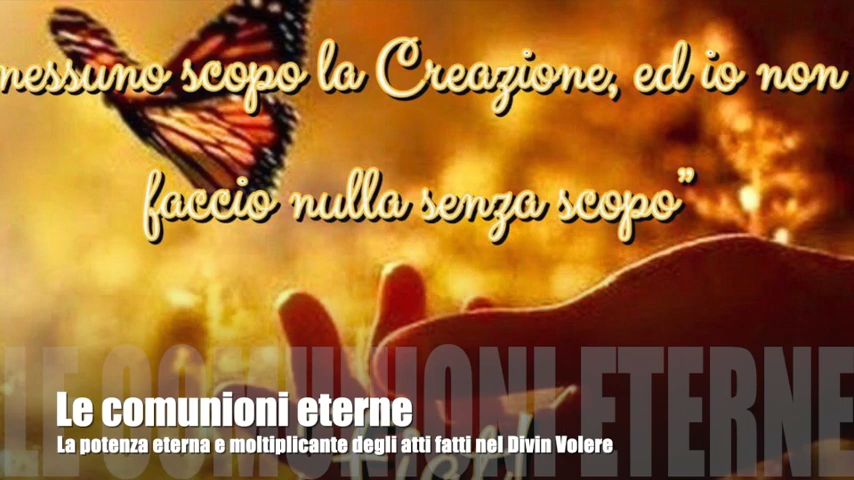 nessuno scopo la Creazione, ed io non
faccio nulla senza scopo”
LE COMUNIONI ETERNE
Le comunioni eterne
La potenza eterna e moltiplicante degli atti fatti nel Divin Volere